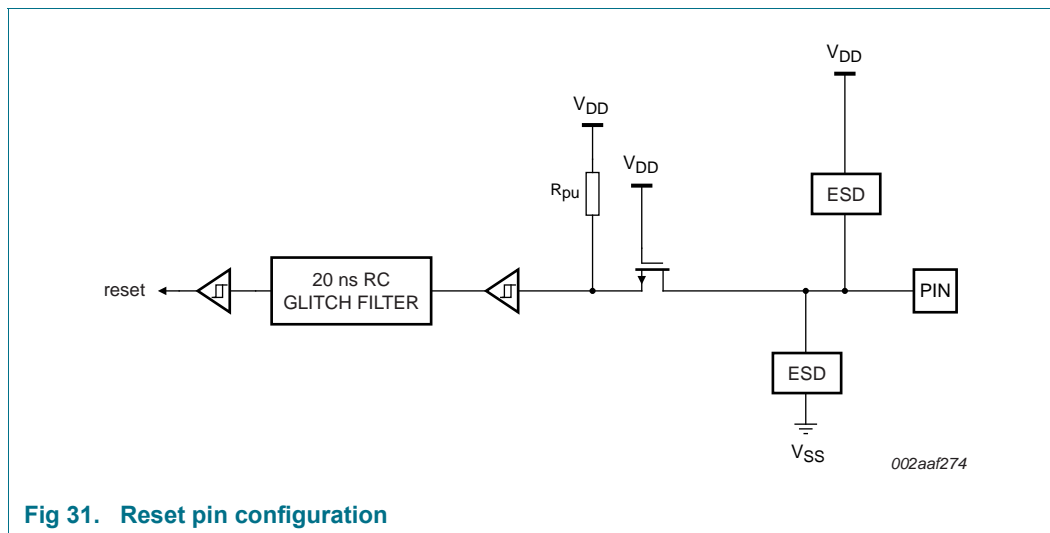 VDD
VDD
VDD
Rpu
ESD
reset
20 ns RC
GLITCH FILTER
PIN
ESD
VSS
002aaf274
Fig 31. Reset pin configuration